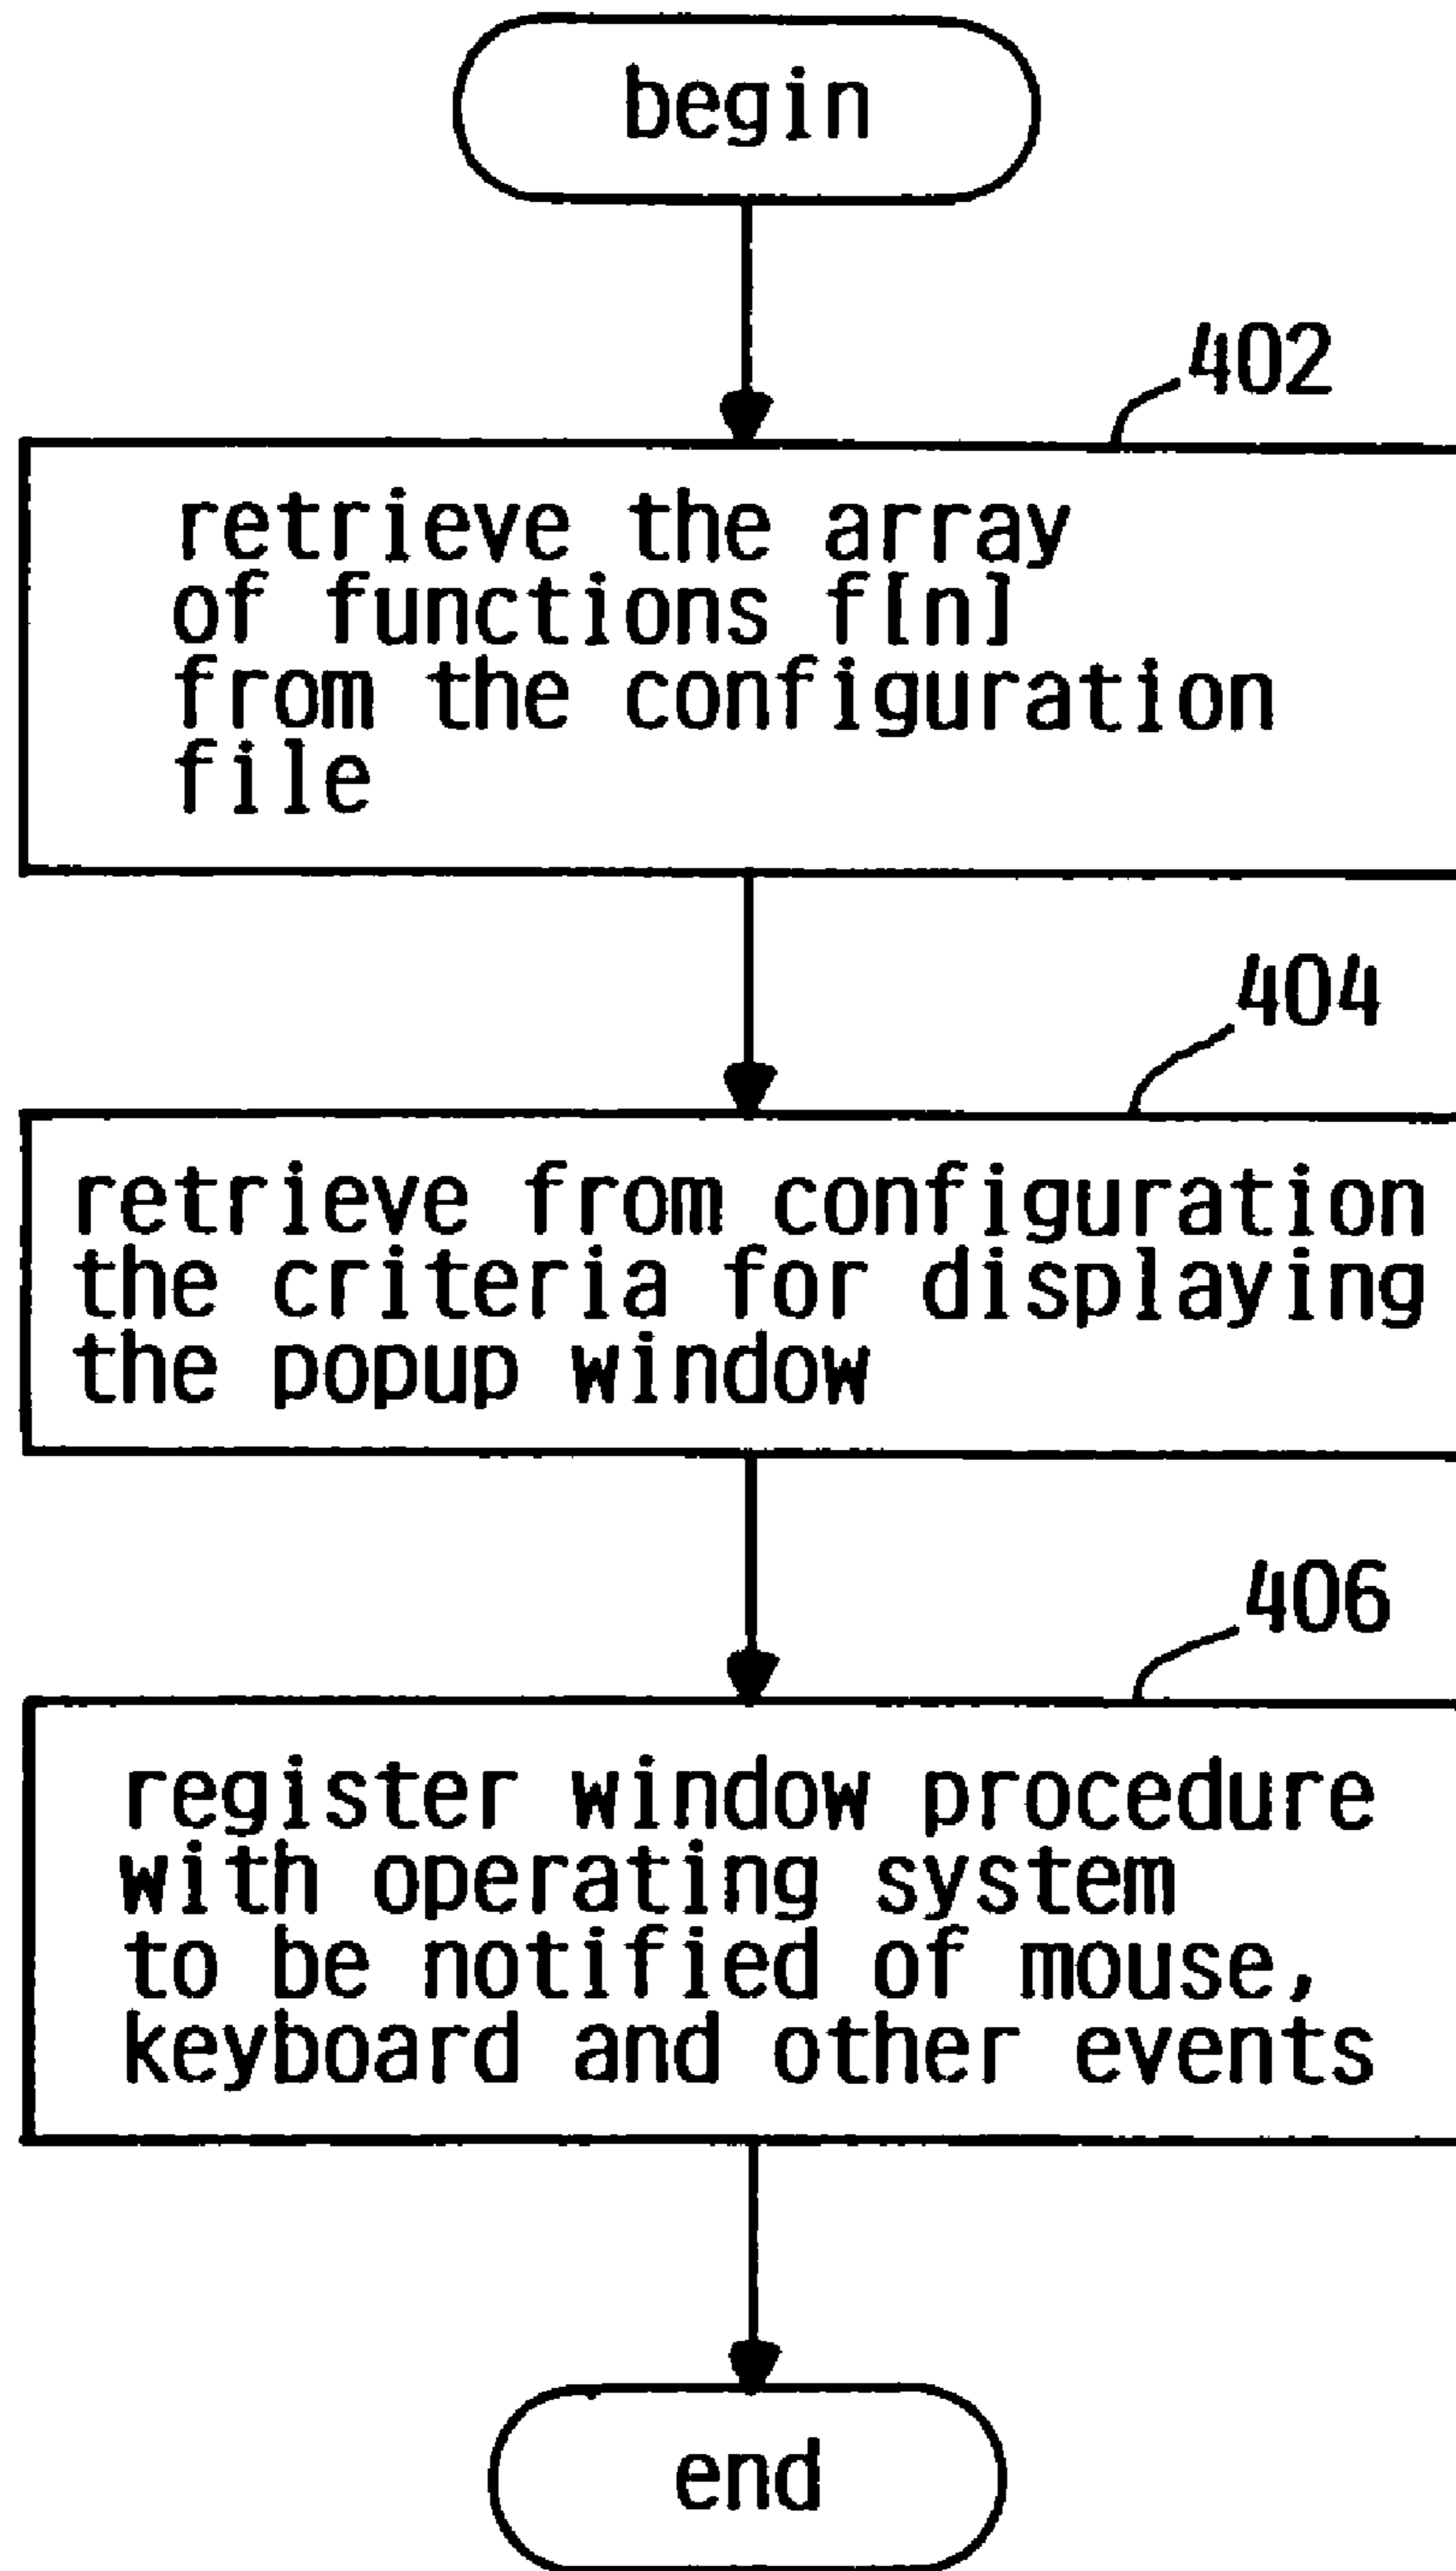 begin
402
retrieve the array
of functions f[n]
from the configuration
file
404
retrieve from configuration
the criteria for displaying
the popup window
406
register window procedure
with operating system
to be notified of mouse,
keyboard and other events
end